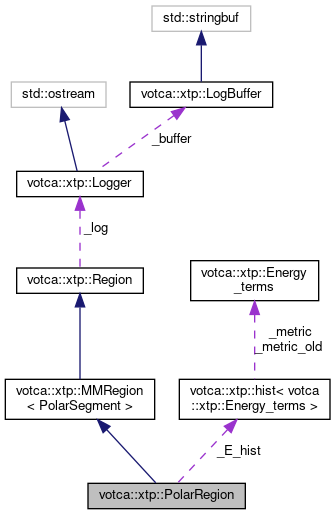 std::stringbuf
std::ostream
votca::xtp::LogBuffer
_buffer
votca::xtp::Logger
_log
votca::xtp::Region
votca::xtp::Energy
_terms
_metric
_metric_old
votca::xtp::MMRegion
< PolarSegment >
votca::xtp::hist< votca
::xtp::Energy_terms >
_E_hist
votca::xtp::PolarRegion